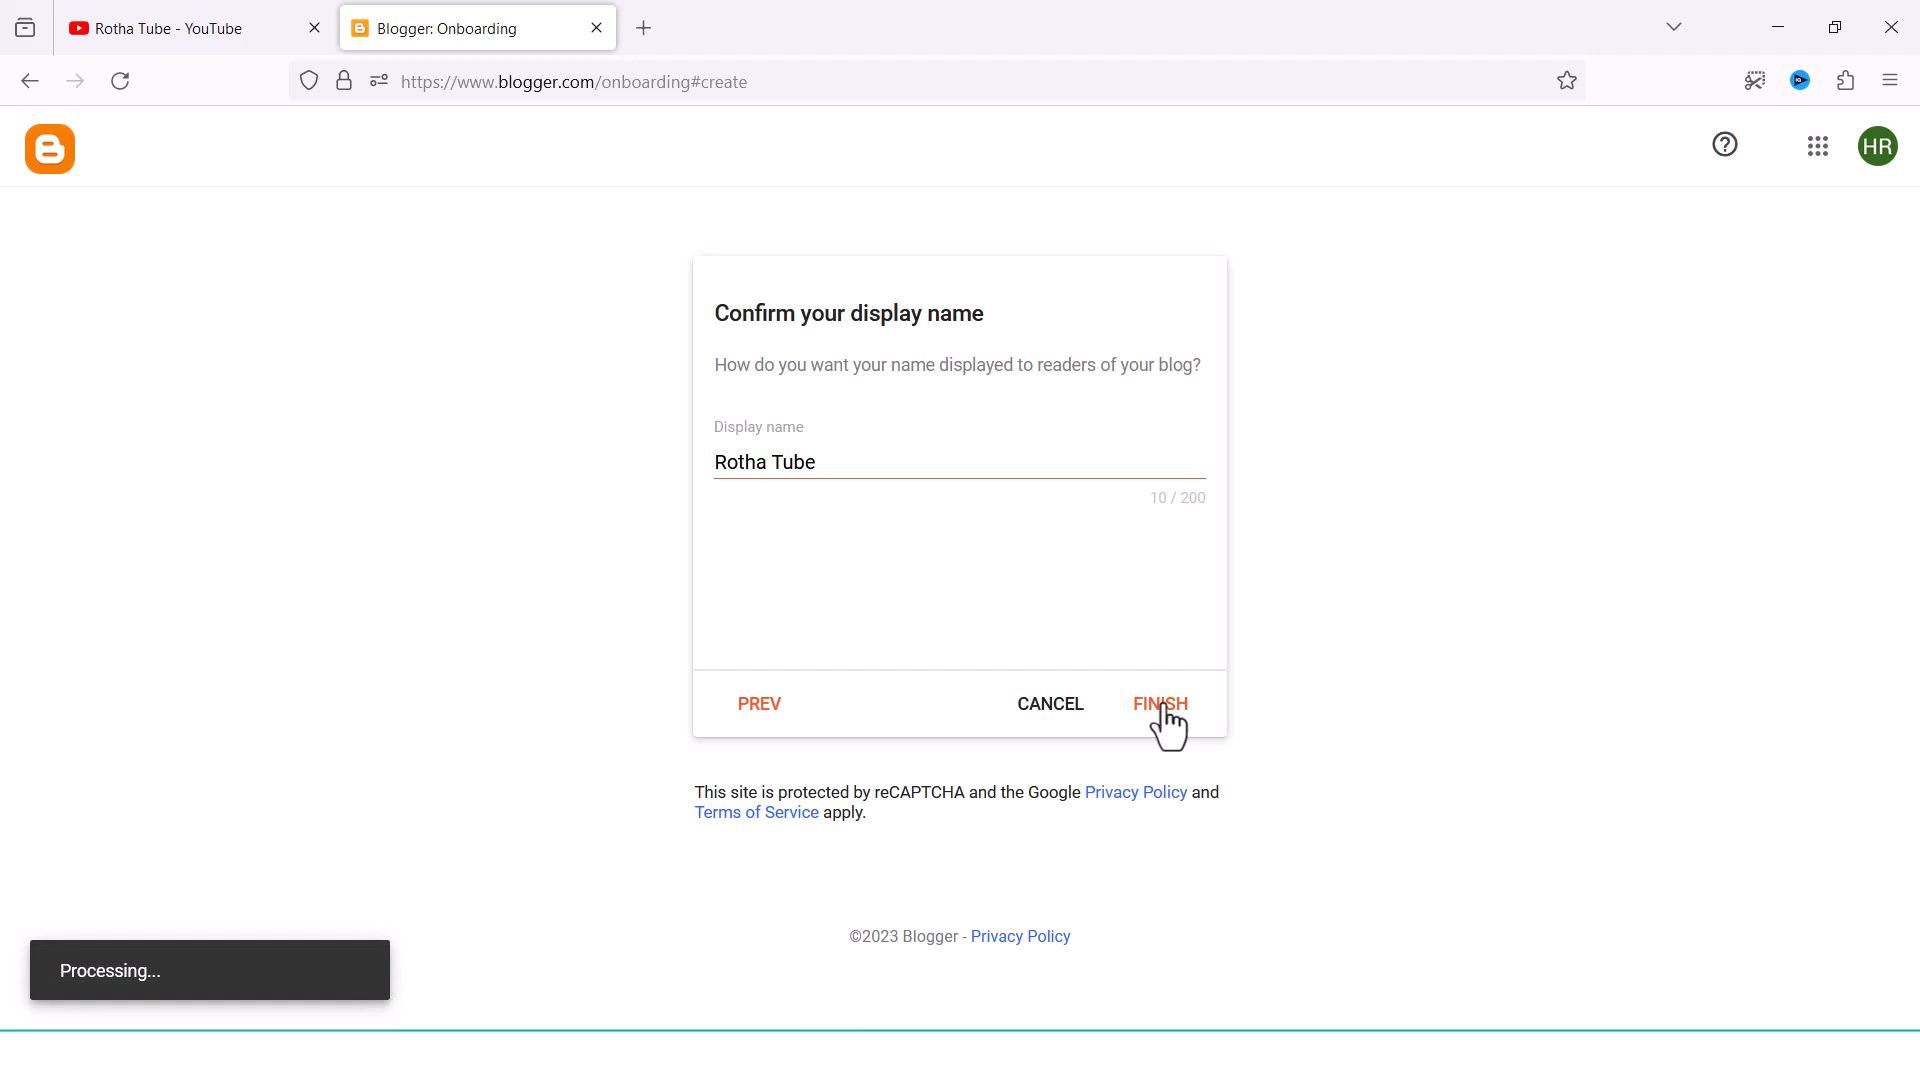 Rotha Tube - YouTube
Blogger: Onboarding
https://www.blogger.com/onboarding#create
HR
Confirm your display name
How do you want your name displayed to readers of your blog?
Display name
Rotha Tube
10 / 200
PREV
CANCEL
FINISH
This site is protected by reCAPTCHA and the Google Privacy Policy and
Terms of Service apply.
©2023 Blogger - Privacy Policy
Processing...